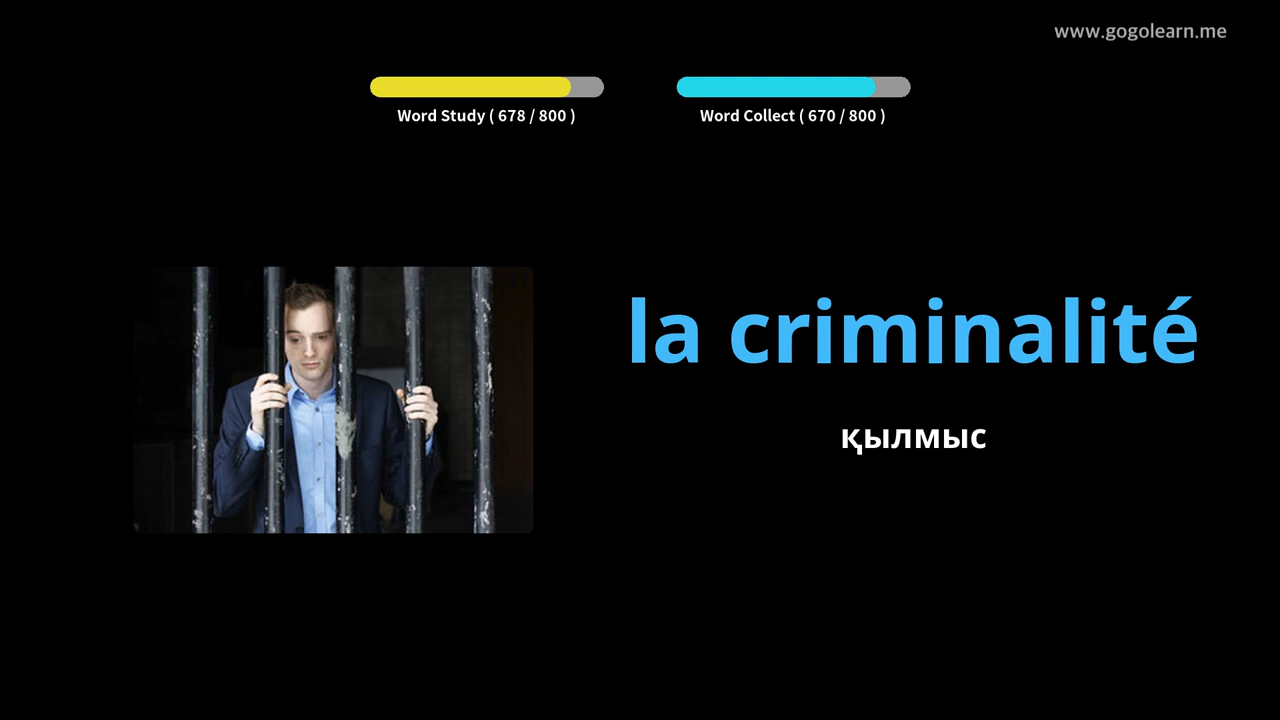 www.gogolearn.me
Word Study ( 678 / 800 )
Word Collect ( 670 / 800 )
la criminalité
қылмыс